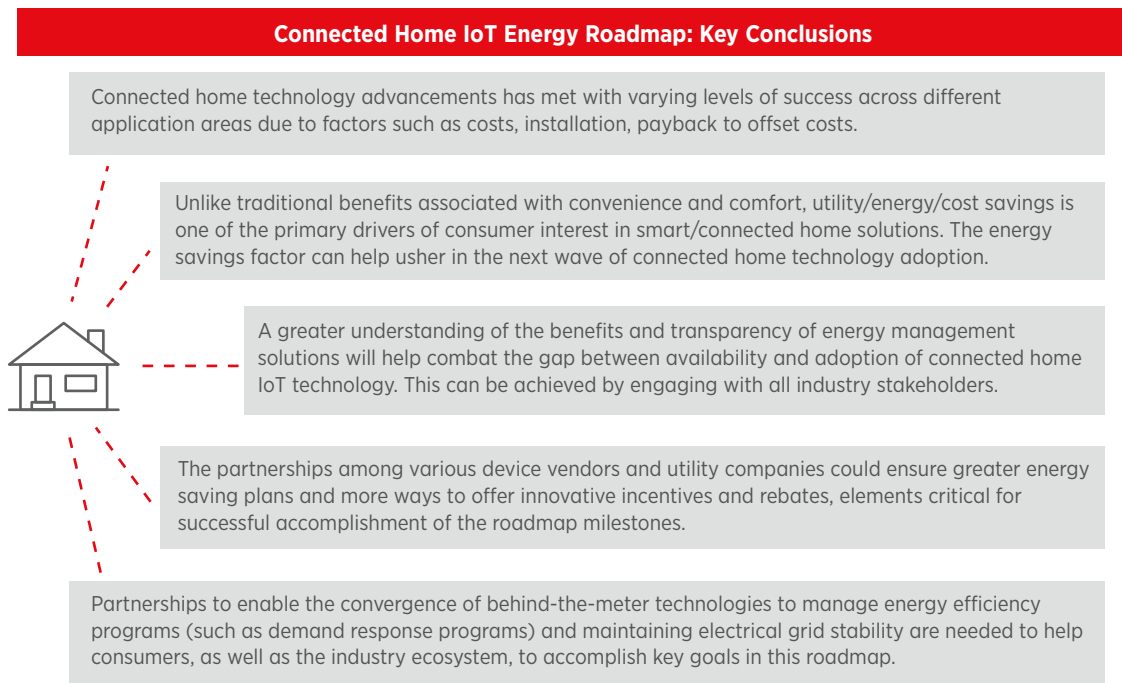 Connected Home IoT Energy Roadmap: Key Conclusions
Connected home technology advancements has met with varying levels of success across different
application areas due to factors such as costs, installation, payback to offset costs.
Unlike traditional benefits associated with convenience and comfort, utility/energy/cost savings is
one of the primary drivers of consumer interest in smart/connected home solutions. The energy
savings factor can help usher in the next wave of connected home technology adoption.
A greater understanding of the benefits and transparency of energy management
solutions will help combat the gap between availability and adoption of connected home
IoT technology. This can be achieved by engaging with all industry stakeholders.
The partnerships among various device vendors and utility companies could ensure greater energy
saving plans and more ways to offer innovative incentives and rebates, elements critical for
successful accomplishment of the roadmap milestones.
Partnerships to enable the convergence of behind-the-meter technologies to manage energy efficiency
programs (such as demand response programs) and maintaining electrical grid stability are needed to help
consumers, as well as the industry ecosystem, to accomplish key goals in this roadmap.